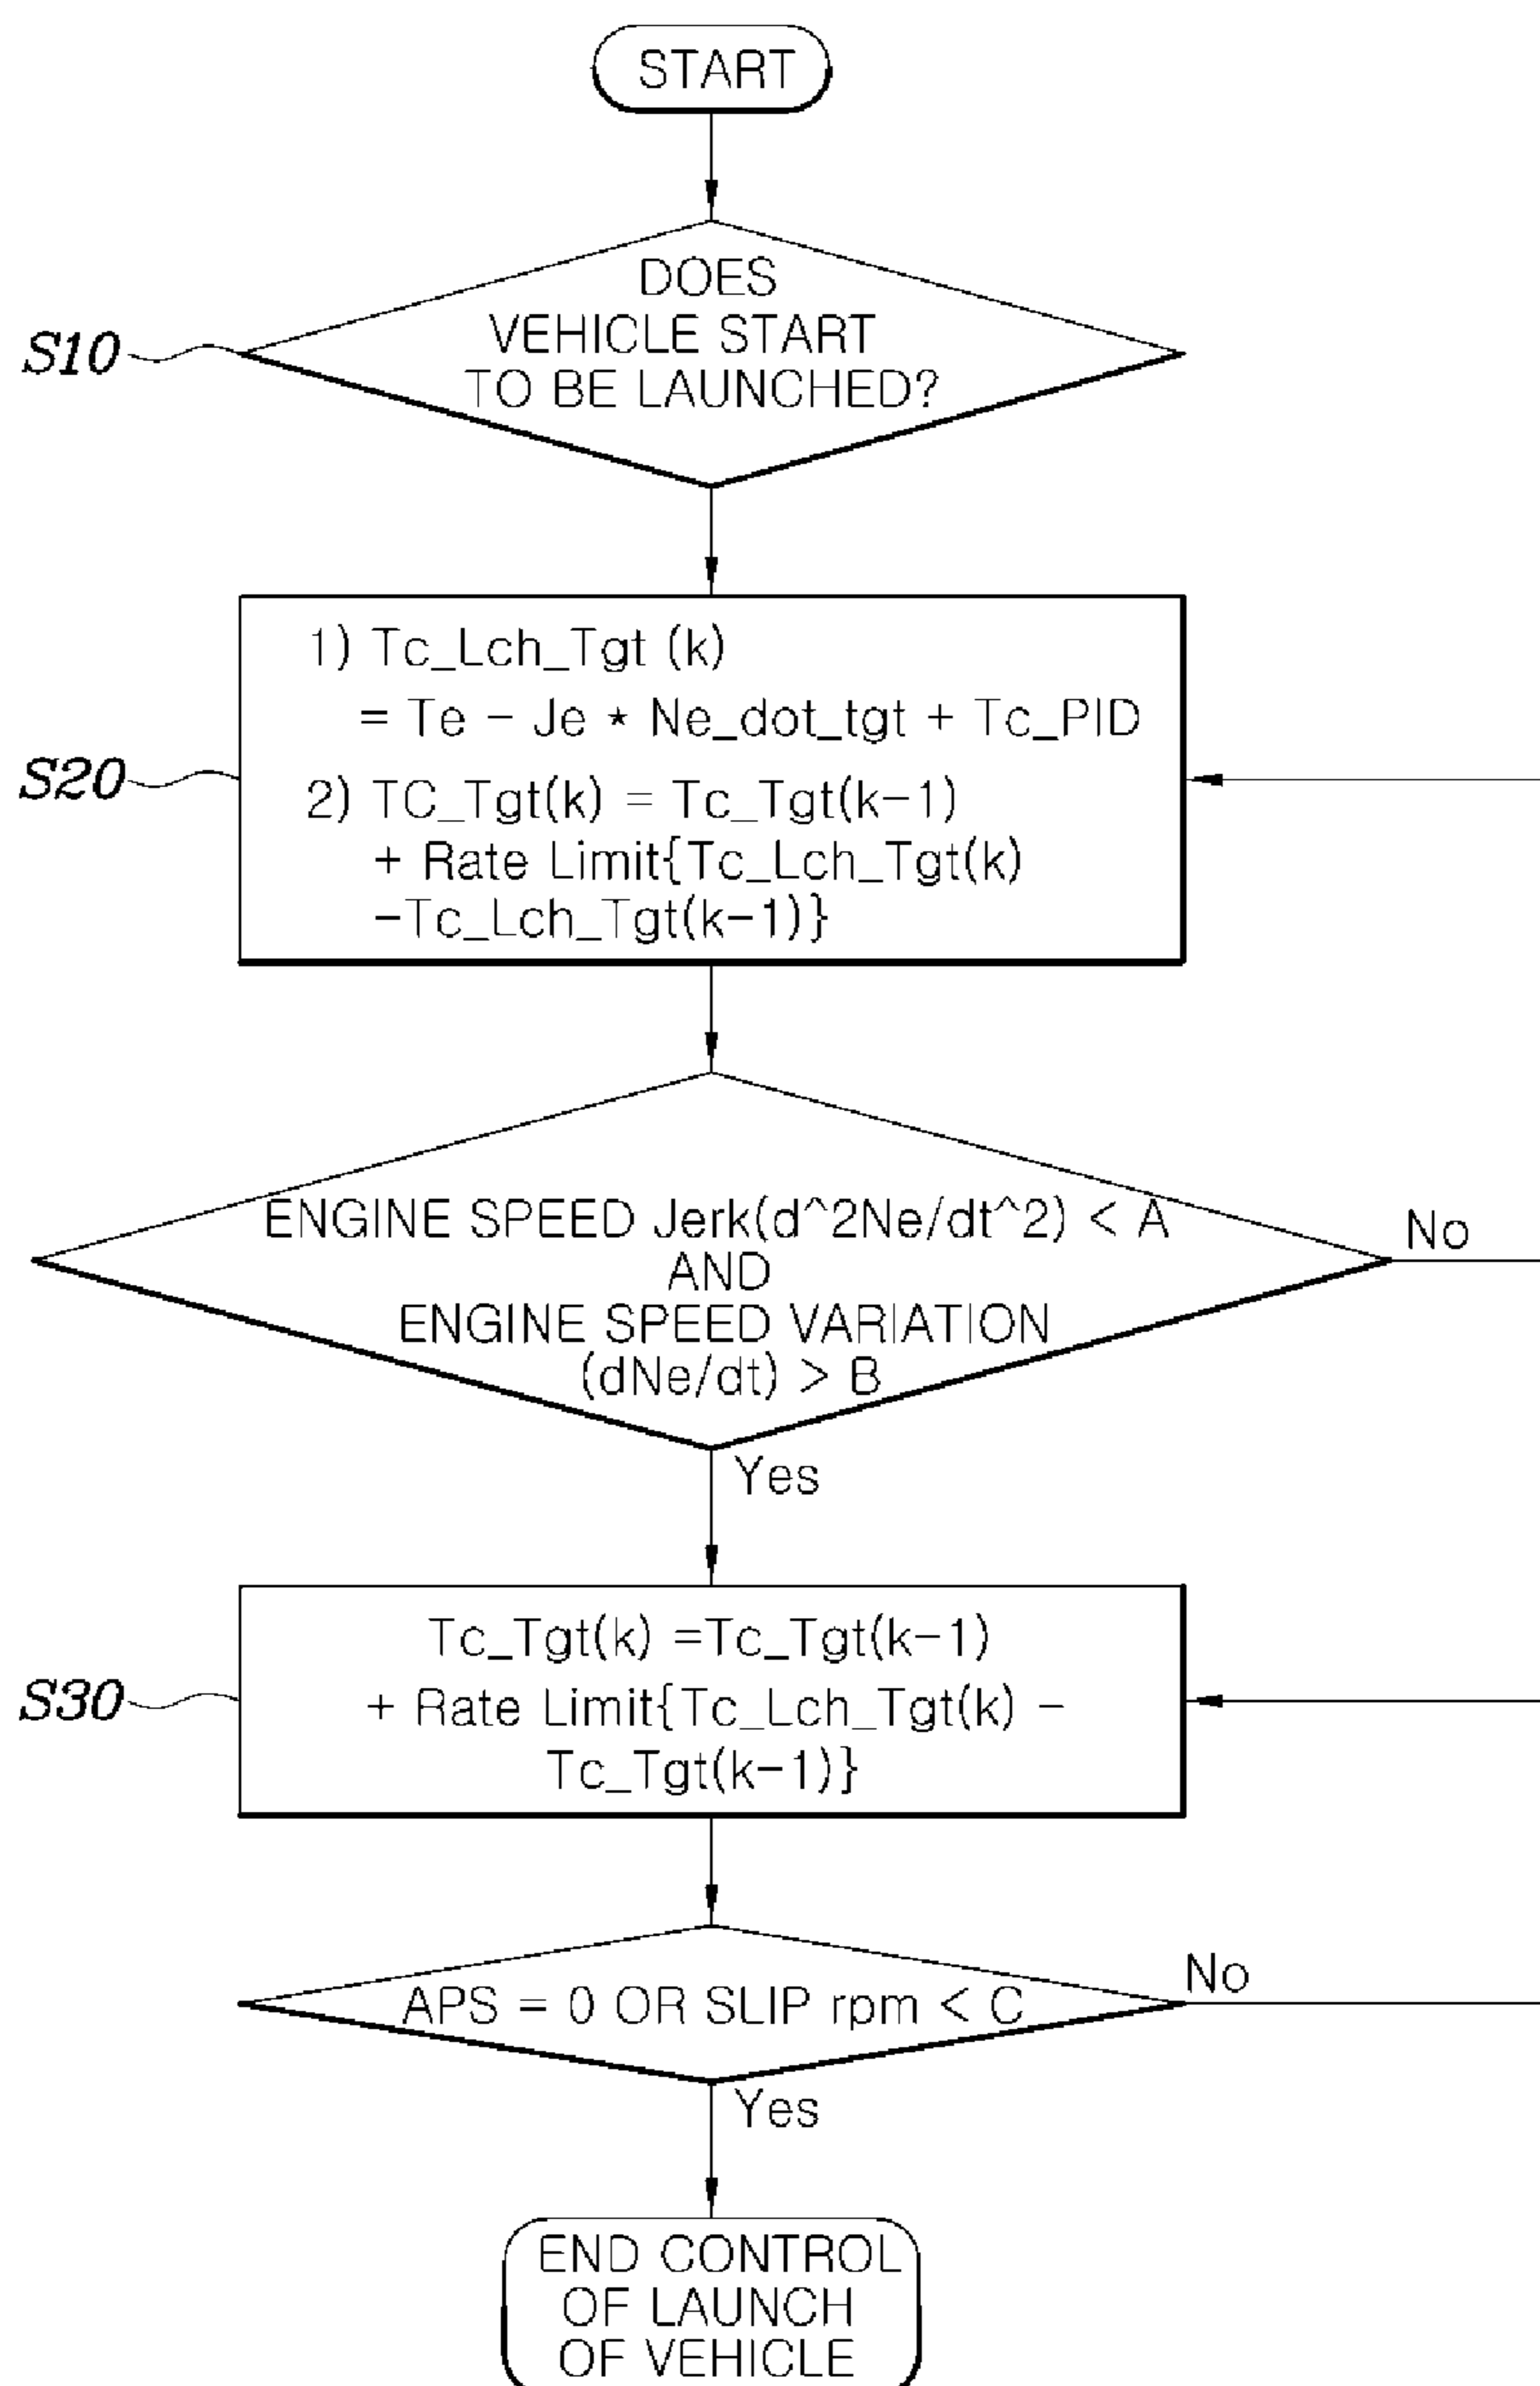 START
DOES
VEHICLE START
TO BE LAUNCHED?
S10
1) Tc_Lch_Tgt (k)
= Te - Je * Ne_dot_tgt + Tc_PID
S20
2) TC_Tgt(k) = Tc_Tgt(k-1)
+ Rate Limit{Tc_Lch_Tgt(k)
-Tc_Lch_Tgt(k-1)}
ENGINE SPEED Jerk(d^2Ne/dt^2) < A
AND
ENGINE SPEED VARIATION
(dNe/dt) > B
No
Yes
Tc_Tgt(k) =Tc_Tgt(k-1)
+ Rate Limit{Tc_Lch_Tgt(k) -
Tc_Tgt(k-1)}
S30
APS = 0 OR SLIP rpm < C
No
Yes
END CONTROL
OF LAUNCH
OF VEHICLE